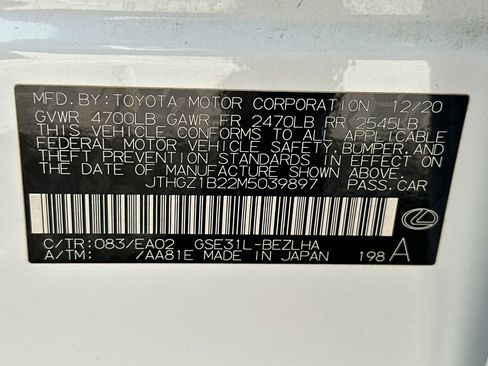 MFD. BY: TOYOTA MOTOR CORPORATION 12/20
GVWR 4700LB GAWR FR 2470LB RR 2545LB
THIS VEHICLE CONFORMS TO ALL APPLICABLE
FEDERAL MOTOR VEHICLE SAFETY, BUMPER,
AND THEFT PREVENTION STANDARDS IN EFFECT ON
THE DATE OF MANUFACTURE SHOWN ABOVE.
JTHGZ1B22M5039897 PASS.CAR
C/TR: 083/EA02 GSE31L-BEZLHA
A/TM: /AA81E MADE IN JAPAN 198 A